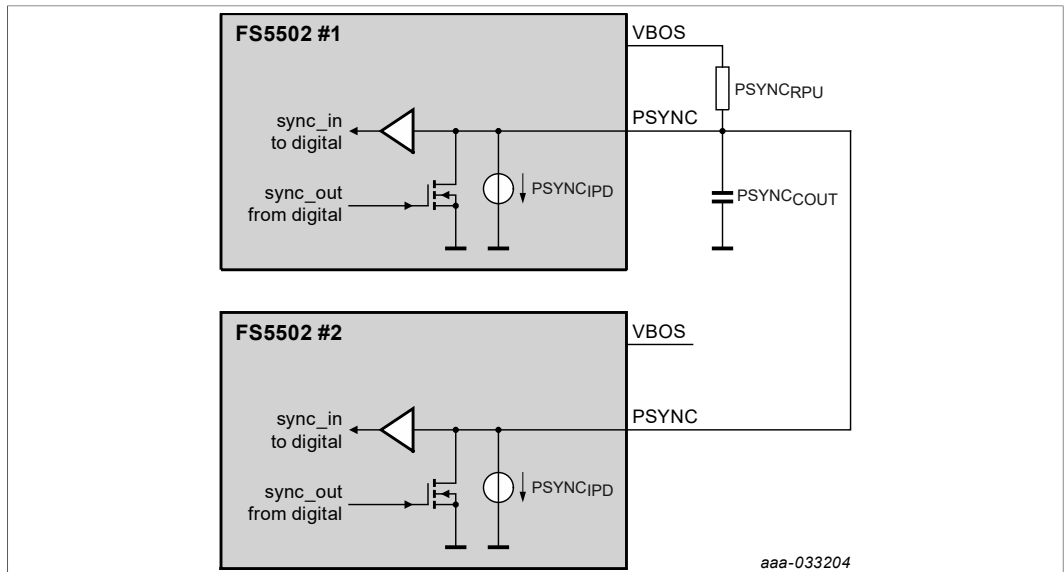 FS5502 #1
VBOS
PSYNCRPU
PSYNC
sync_in
to digital
PSYNCIPD
PSYNCCOUT
sync_out
from digital
FS5502 #2
VBOS
PSYNC
sync_in
to digital
PSYNCIPD
sync_out
from digital
aaa-033204